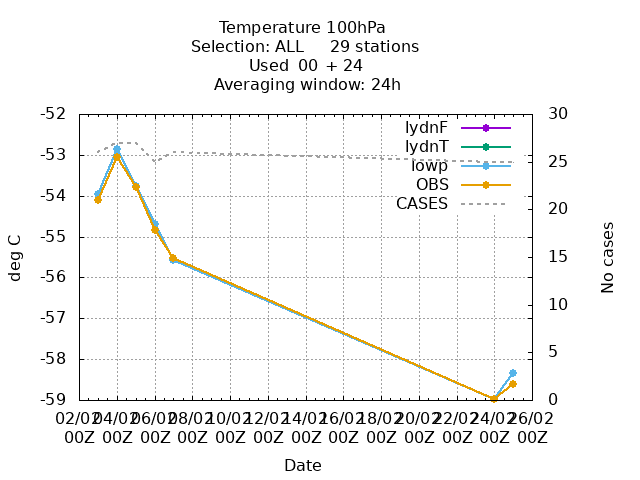 Temperature 100hPa
Selection: ALL     29 stations
Used  00 + 24
Averaging window: 24h
-52
-53
-54
-55
-56
-57
-58
-59
30
25
20
15
10
5
0
lydnF
lydnT
iowp
OBS
CASES
deg C
No cases
02/02 04/02 06/02 08/02 10/02 12/02 14/02 16/02 18/02 20/02 22/02 24/02 26/02
00Z 00Z 00Z 00Z 00Z 00Z 00Z 00Z 00Z 00Z 00Z 00Z 00Z
Date